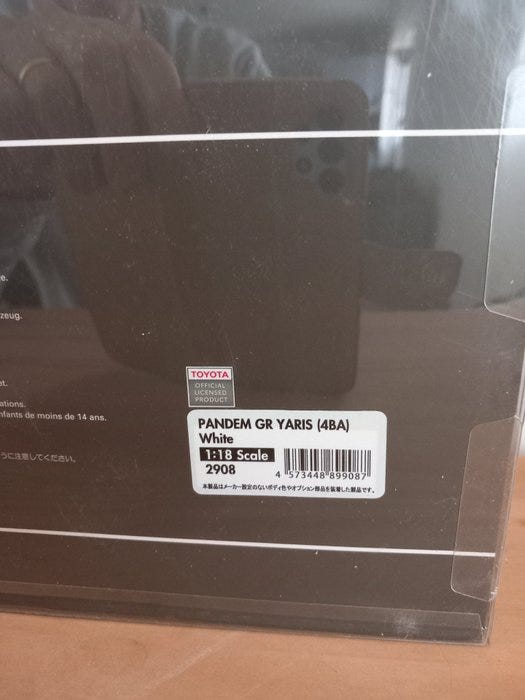 e.
zeug.
et.
ations.
nfants de moins de 14 ans.
うに注意してください。
TOYOTA
OFFICIAL
LICENSED
PRODUCT
PANDEM GR YARIS (4BA)
White
1:18 Scale
2908
4 573448 899087
本製品はメーカー設定のないボディ色やオプション部品を装着した製品です。